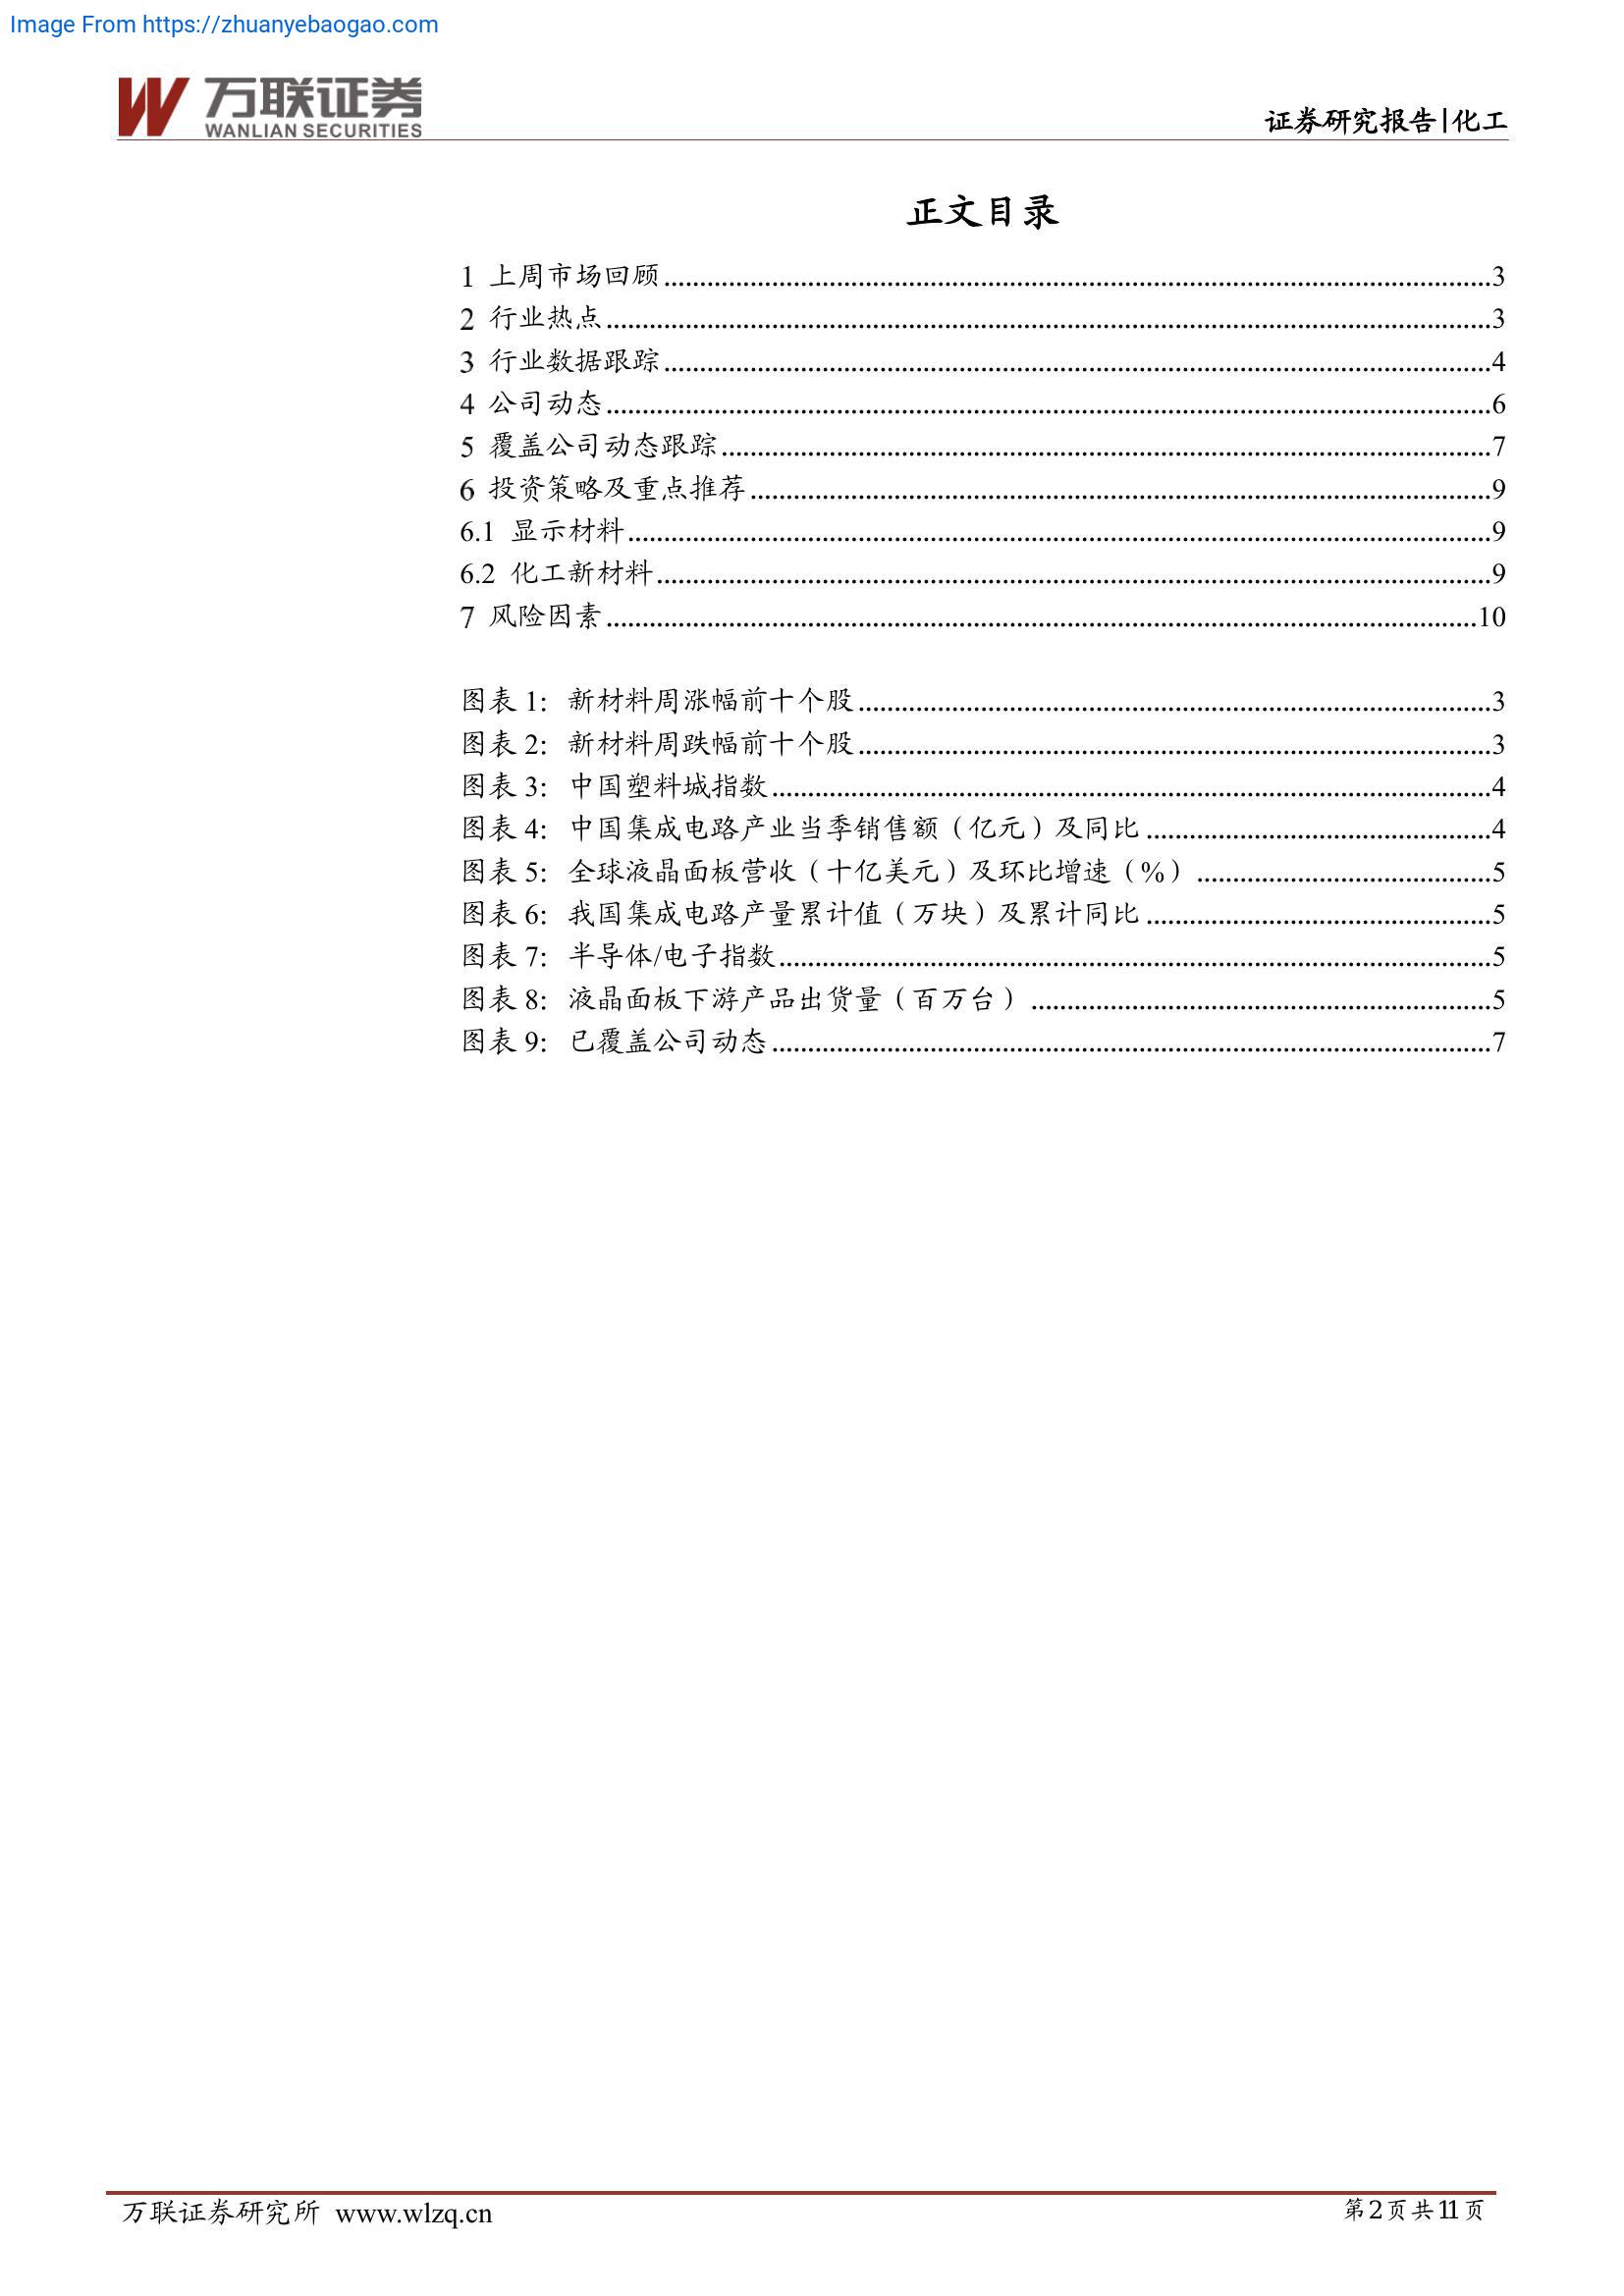 Image From https://zhuanyebaogao.com
万联证券
WANLIAN SECURITIES
证券研究报告|化工
正文目录
1 上周市场回顾 3
2 行业热点 3
3 行业数据跟踪 4
4 公司动态 6
5 覆盖公司动态跟踪 7
6 投资策略及重点推荐 9
6.1 显示材料 9
6.2 化工新材料 9
7 风险因素 10
图表 1： 新材料周涨幅前十个股 3
图表 2： 新材料周跌幅前十个股 3
图表 3： 中国塑料城指数 4
图表 4： 中国集成电路产业当季销售额（亿元）及同比 4
图表 5： 全球液晶面板营收（十亿美元）及环比增速（%） 5
图表 6： 我国集成电路产量累计值（万块）及累计同比 5
图表 7： 半导体/电子指数 5
图表 8： 液晶面板下游产品出货量（百万台） 5
图表 9： 已覆盖公司动态 7
万联证券研究所 www.wlzq.cn
第 2 页 共 11 页